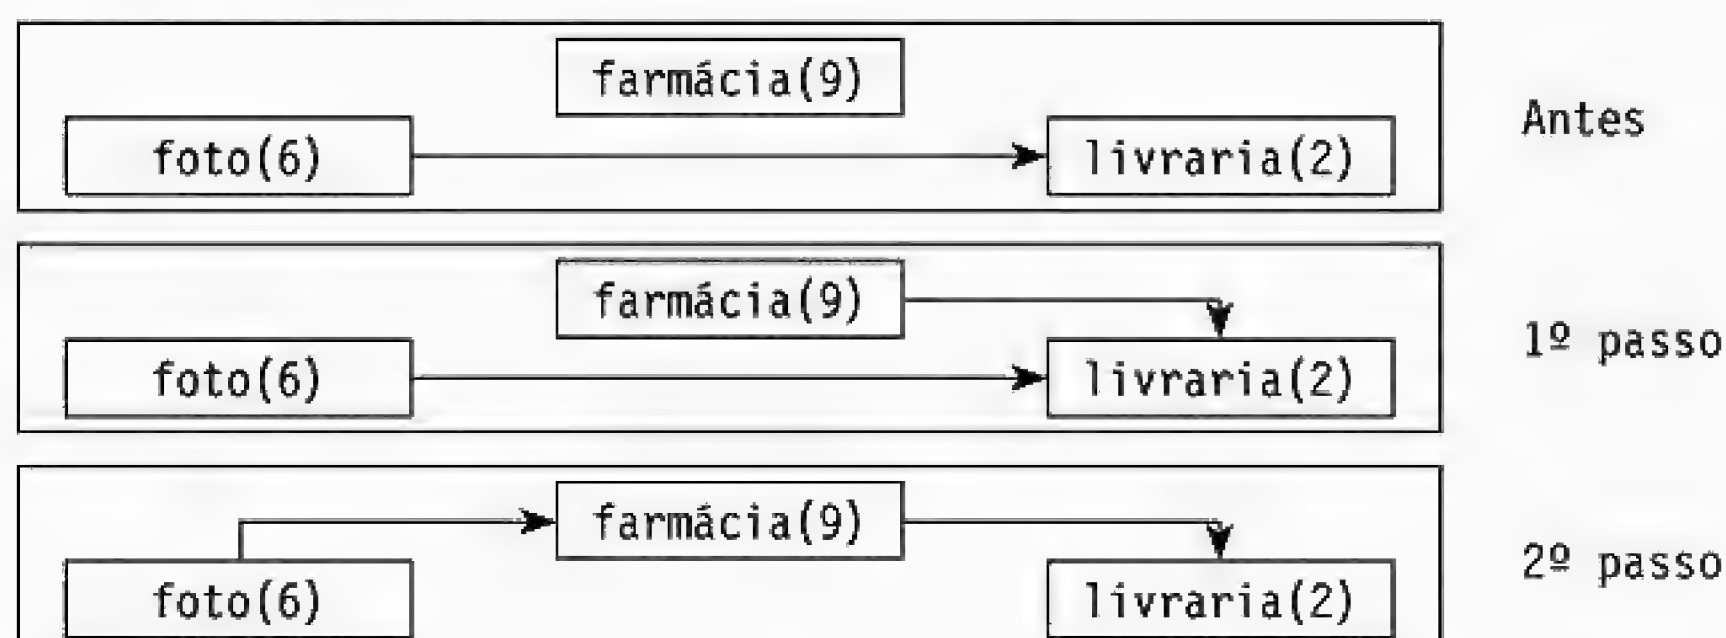 farmácia(9)
foto(6) livraria(2)
Antes
farmácia(9)
foto(6) livraria(2)
1º passo
farmácia(9)
foto(6) livraria(2)
2º passo